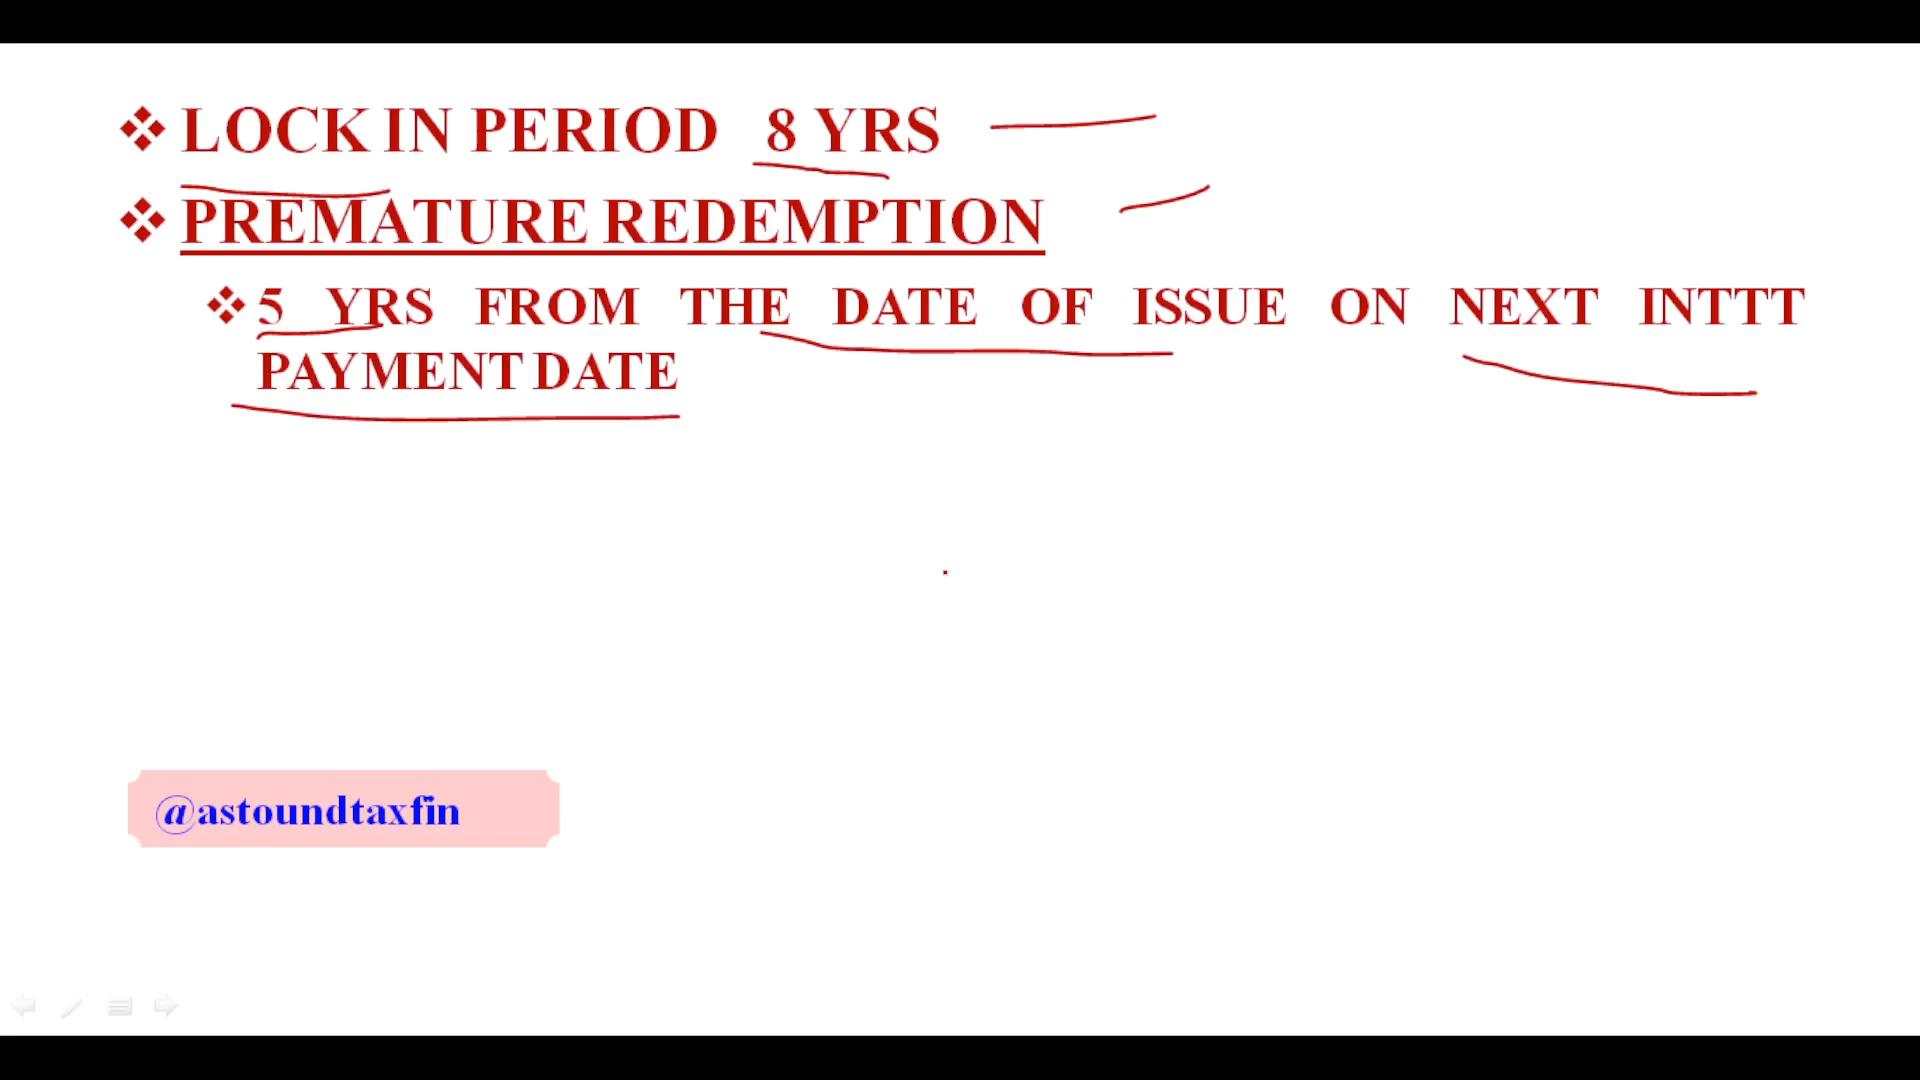 LOCK IN PERIOD 8 YRS
PREMATURE REDEMPTION
5 YRS FROM THE DATE OF ISSUE ON NEXT INTTT
PAYMENT DATE
@astoundtaxfin